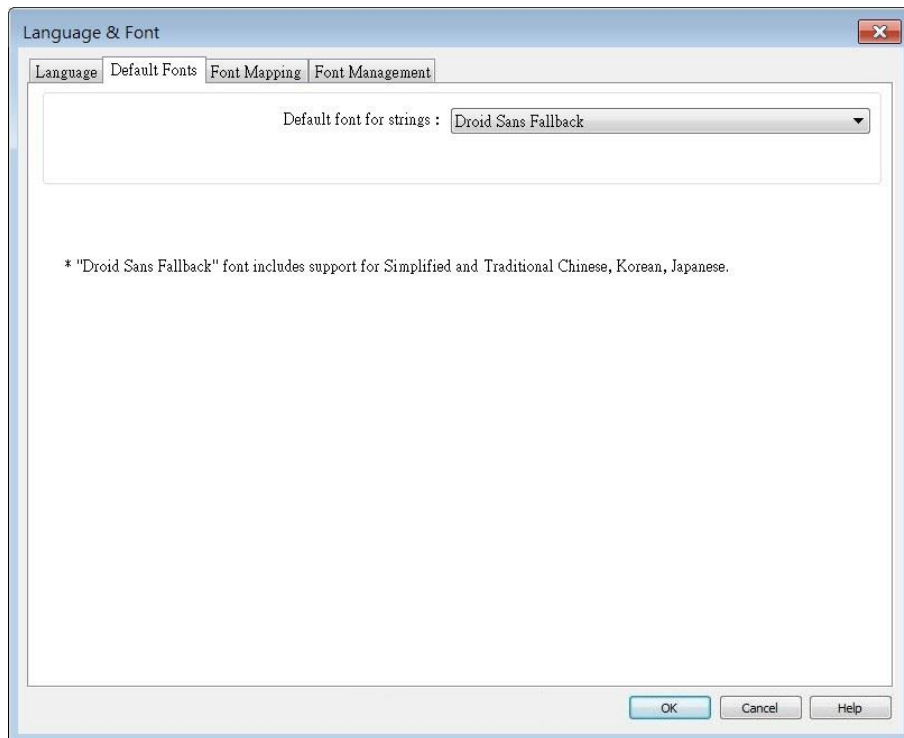 Language & Font
Language Default Fonts Font Mapping Font Management
Default font for strings : Droid Sans Fallback
* "Droid Sans Fallback" font includes support for Simplified and Traditional Chinese, Korean, Japanese.
OK Cancel Help